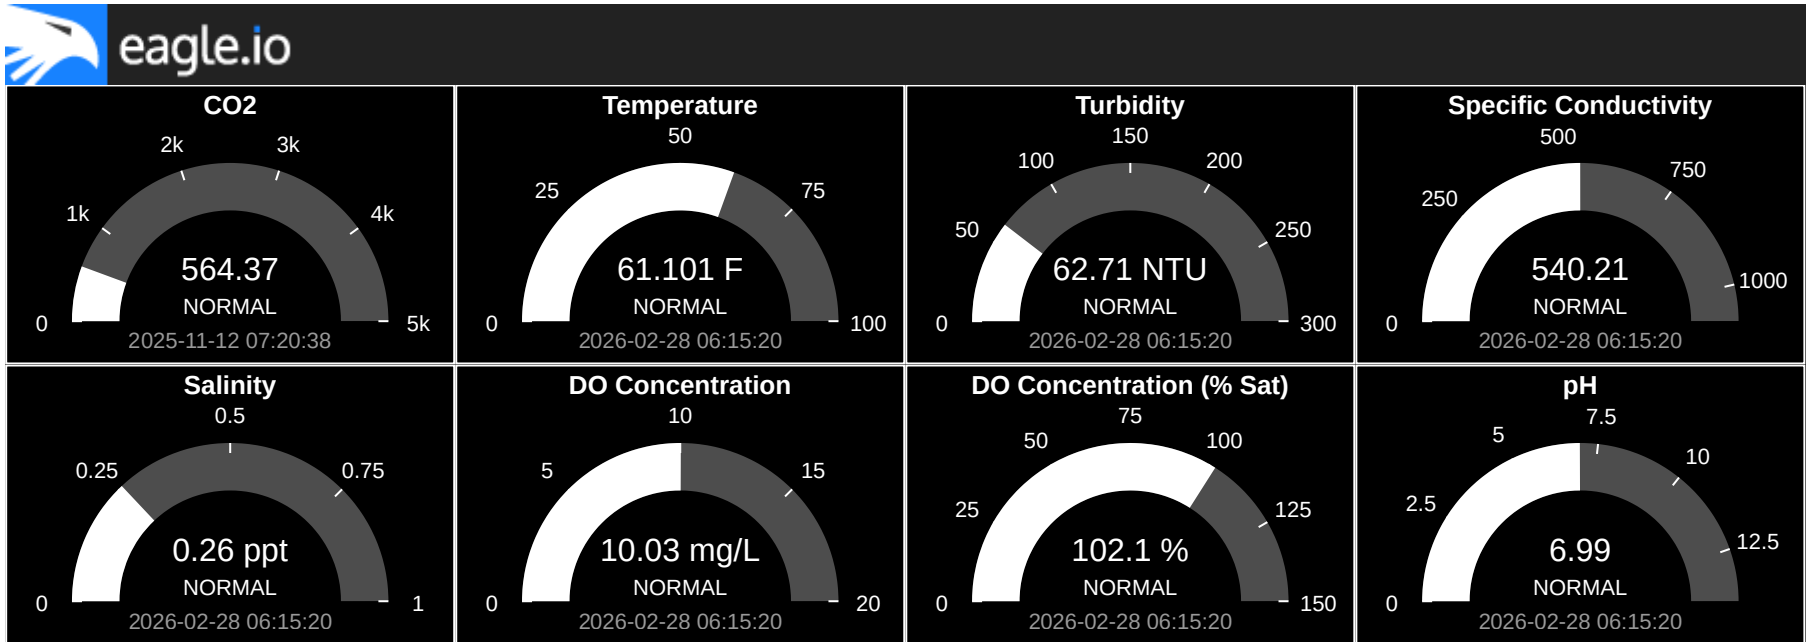 eagle.io
CO2
2k
3k
1k
4k
564.37
NORMAL
0
5k
2025-11-12 07:20:38
Temperature
50
25
75
61.101 F
NORMAL
0
100
2026-02-28 06:15:20
Turbidity
150
100
200
50
250
62.71 NTU
NORMAL
0
300
2026-02-28 06:15:20
Specific Conductivity
500
750
250
1000
540.21
NORMAL
0
2026-02-28 06:15:20
Salinity
0.5
0.25
0.75
0.26 ppt
NORMAL
0
1
2026-02-28 06:15:20
DO Concentration
10
5
15
10.03 mg/L
NORMAL
0
20
2026-02-28 06:15:20
DO Concentration (% Sat)
75
50
100
25
125
102.1 %
NORMAL
0
150
2026-02-28 06:15:20
pH
7.5
5
10
2.5
12.5
6.99
NORMAL
0
2026-02-28 06:15:20